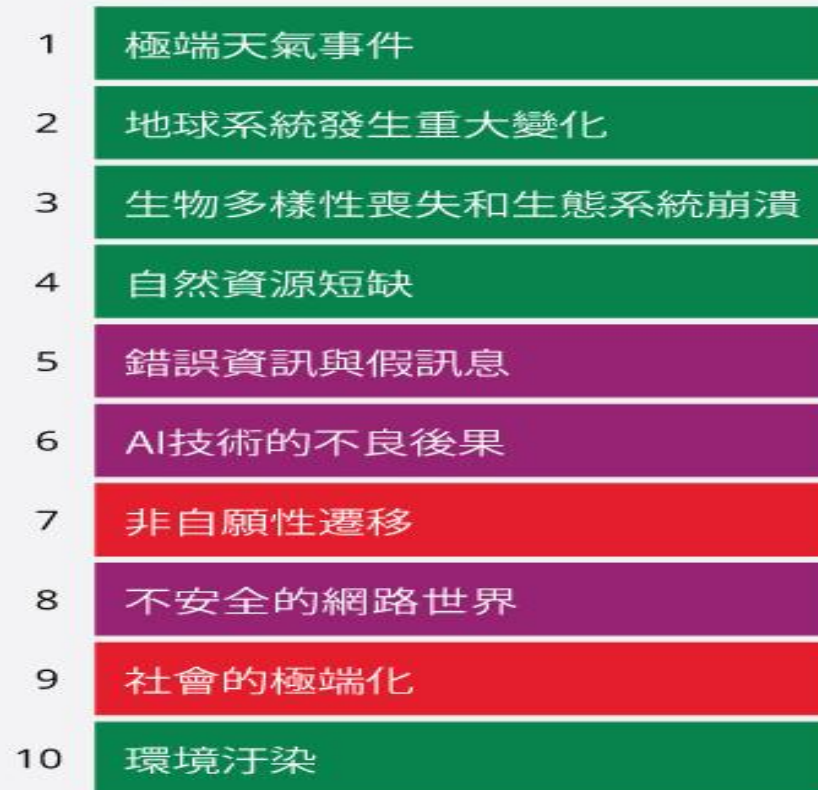 1 極端天氣事件
2 地球系統發生重大變化
3 生物多樣性喪失和生態系統崩潰
4 自然資源短缺
5 錯誤資訊與假訊息
6 AI技術的不良後果
7 非自願性遷移
8 不安全的網路世界
9 社會的極端化
10 環境汙染